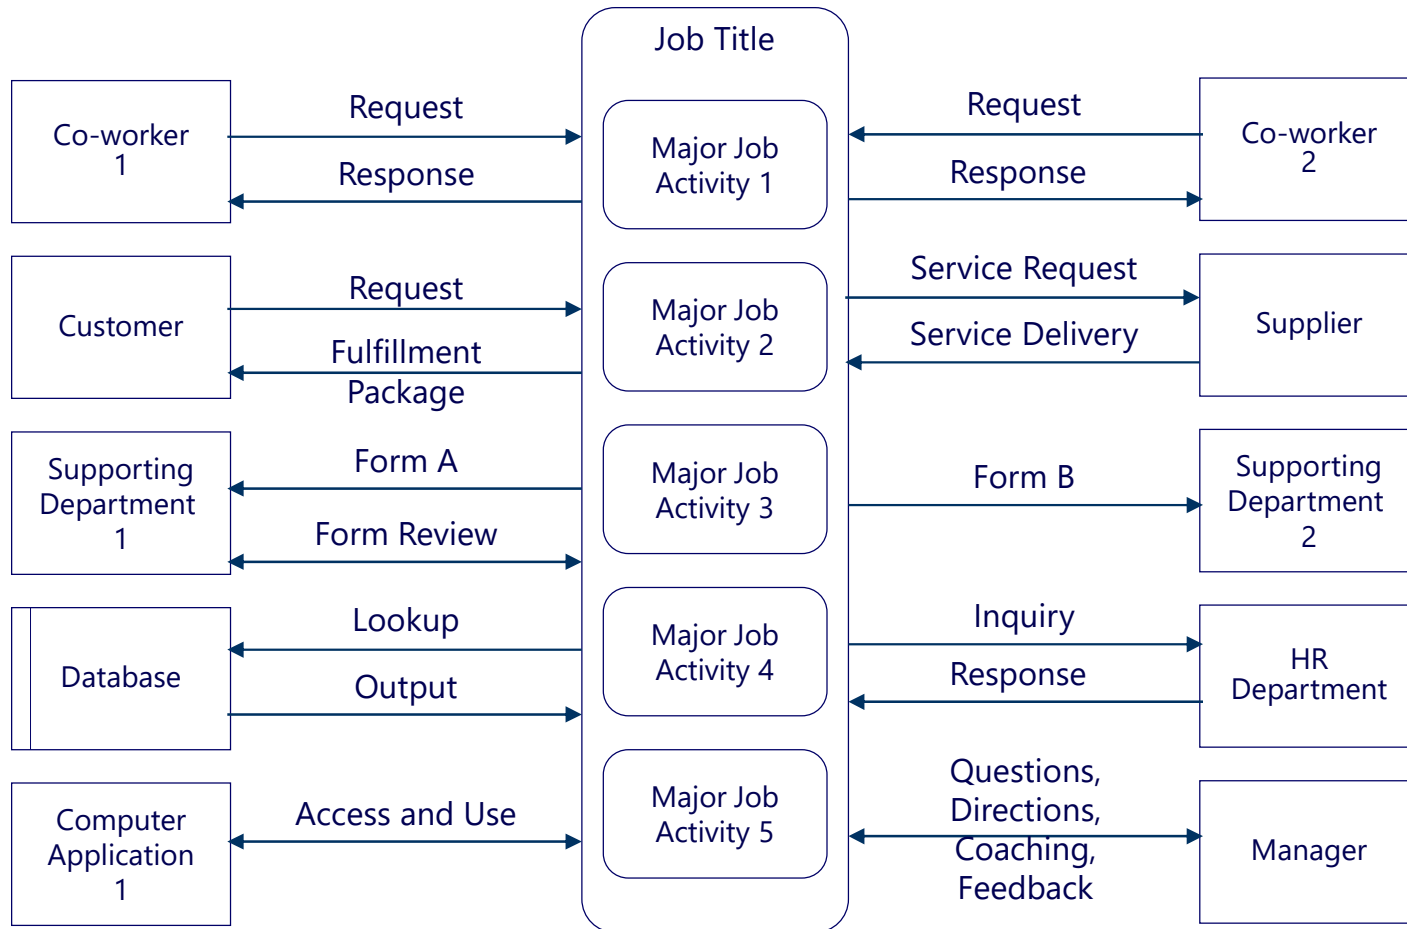 Job Title
Co-worker
1
Request
Response
Major Job
Activity 1
Request
Response
Co-worker
2
Customer
Request
Fulfillment
Package
Major Job
Activity 2
Service Request
Service Delivery
Supplier
Supporting
Department
1
Form A
Form Review
Major Job
Activity 3
Form B
Supporting
Department
2
Database
Lookup
Output
Major Job
Activity 4
Inquiry
Response
HR
Department
Computer
Application
1
Access and Use
Major Job
Activity 5
Questions,
Directions,
Coaching,
Feedback
Manager